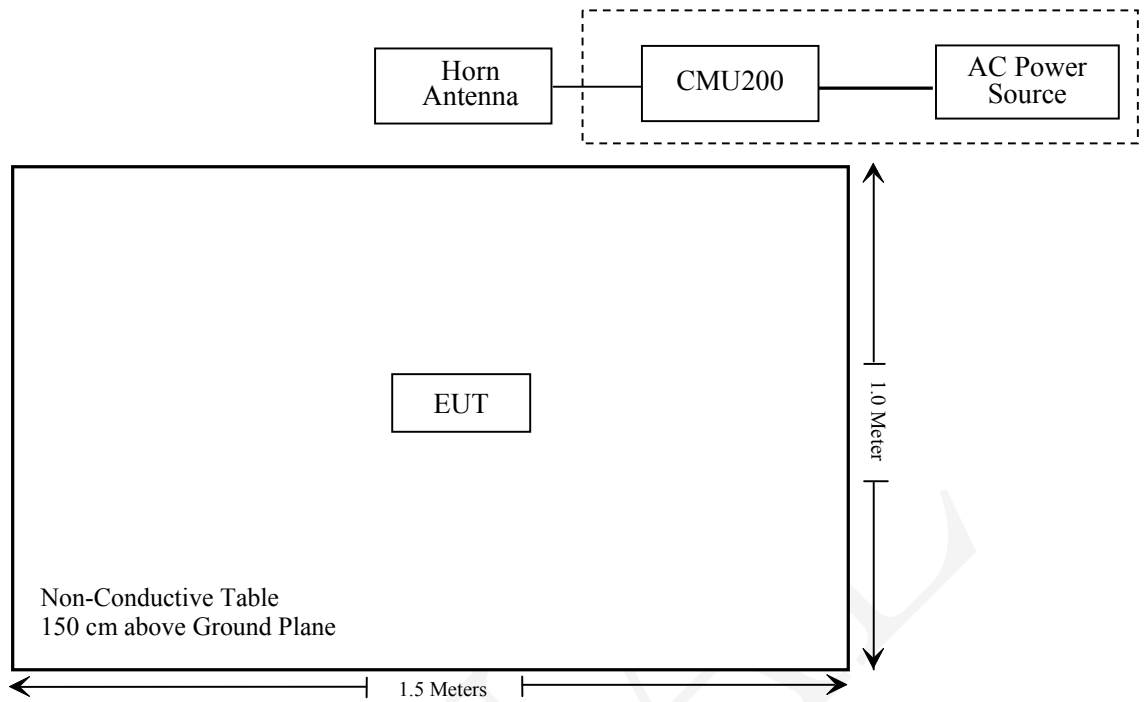 Horn
Antenna
CMU200
AC Power
Source
EUT
1.0 Meter
Non-Conductive Table
150 cm above Ground Plane
1.5 Meters